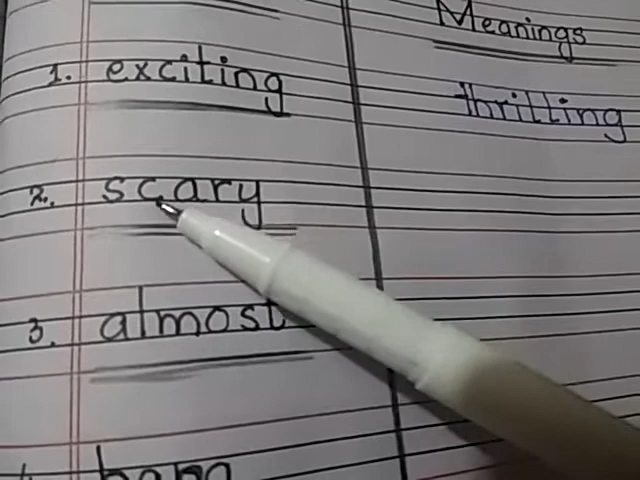 Meanings
1. exciting
thrilling
2. scary
3. almost